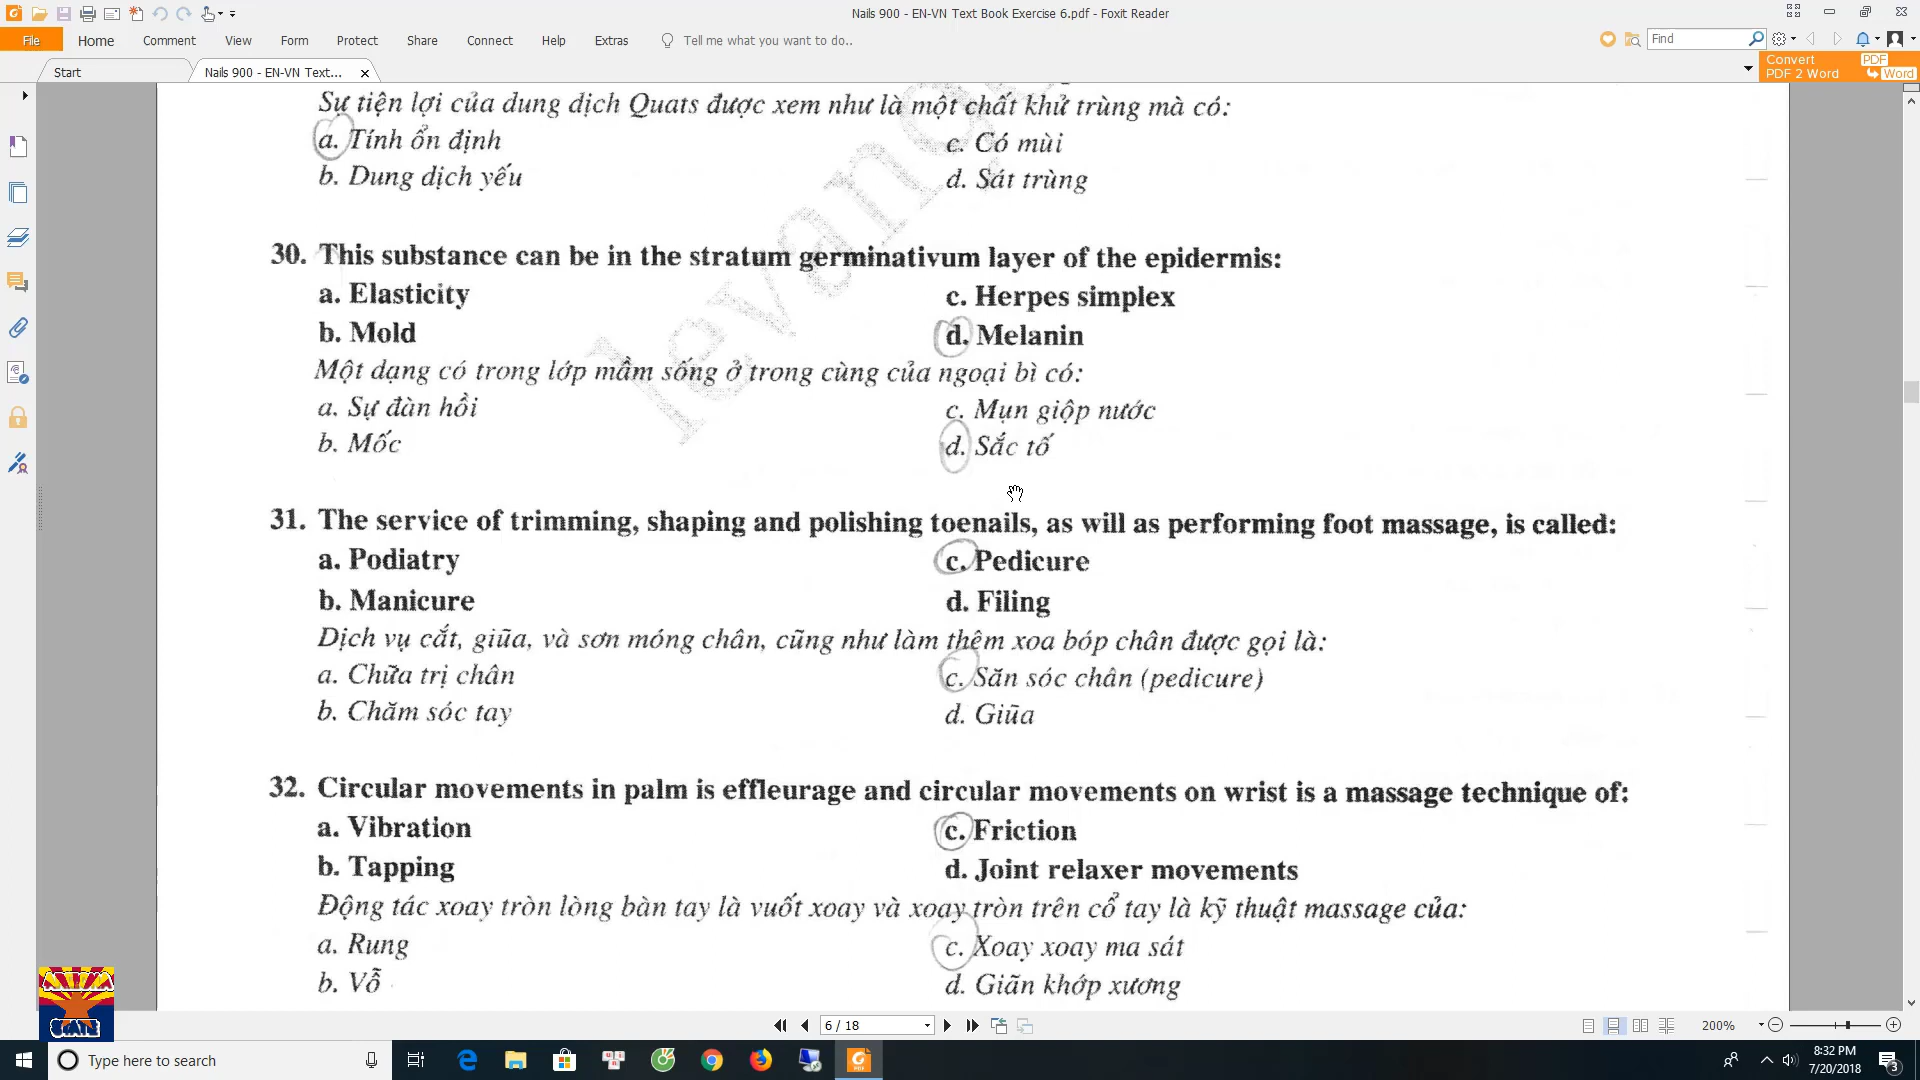 Nails 900 - EN-VN Text Book Exercise 6.pdf - Foxit Reader
File Home Comment View Form Protect Share Connect Help Extras Tell me what you want to do.. Find
Start Nails 900 - EN-VN Text... Convert PDF 2 Word PDF Word
Sự tiện lợi của dung dịch Quats được xem như là một chất khử trùng mà có:
a. Tính ổn định c. Có mùi
b. Dung dịch yếu d. Sát trùng
levan
30. This substance can be in the stratum germinativum layer of the epidermis:
a. Elasticity c. Herpes simplex
b. Mold d. Melanin
Một dạng có trong lớp mầm sống ở trong cùng của ngoại bì có:
a. Sự đàn hồi c. Mụn giộp nước
b. Mốc d. Sắc tố
31. The service of trimming, shaping and polishing toenails, as will as performing foot massage, is called:
a. Podiatry c. Pedicure
b. Manicure d. Filing
Dịch vụ cắt, giũa, và sơn móng chân, cũng như làm thêm xoa bóp chân được gọi là:
a. Chữa trị chân c. Săn sóc chân (pedicure)
b. Chăm sóc tay d. Giũa
32. Circular movements in palm is effleurage and circular movements on wrist is a massage technique of:
a. Vibration c. Friction
b. Tapping d. Joint relaxer movements
Động tác xoay tròn lòng bàn tay là vuốt xoay và xoay tròn trên cổ tay là kỹ thuật massage của:
a. Rung c. Xoay xoay ma sát
b. Vỗ d. Giãn khớp xương
STATE
6 / 18 200%
Type here to search 8:32 PM
7/20/2018 3